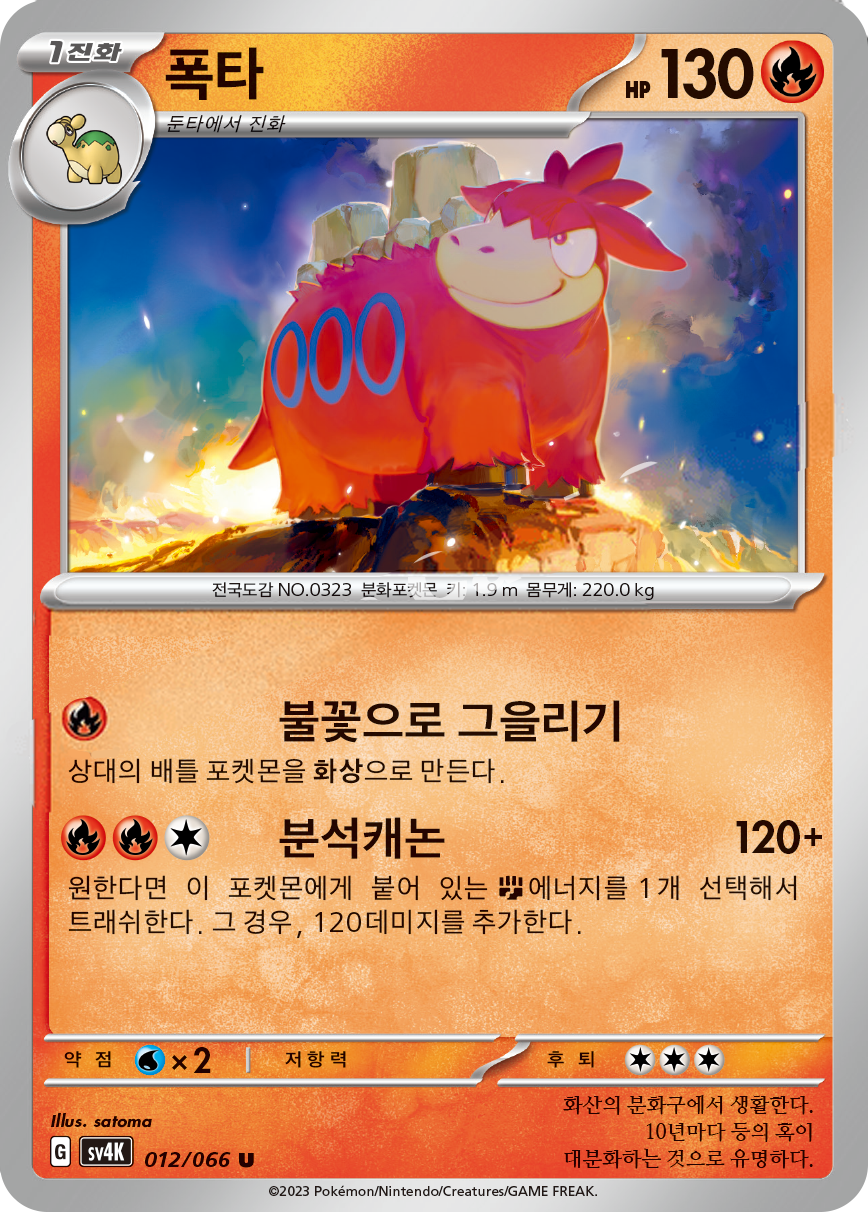 1진화
폭타
HP 130
둔타에서 진화
전국도감 NO.0323 분화포켓몬 키: 1.9 m 몸무게: 220.0 kg
불꽃으로 그을리기
상대의 배틀 포켓몬을 화상으로 만든다.
분석캐논 120+
원한다면 이 포켓몬에게 붙어 있는 에너지를 1개 선택해서
트래쉬한다. 그 경우, 120데미지를 추가한다.
약점 ×2 저항력 후퇴
화산의 분화구에서 생활한다.
10년마다 등의 혹이
대분화하는 것으로 유명하다.
Illus. satoma
G sv4K 012/066 U
©2023 Pokémon/Nintendo/Creatures/GAME FREAK.